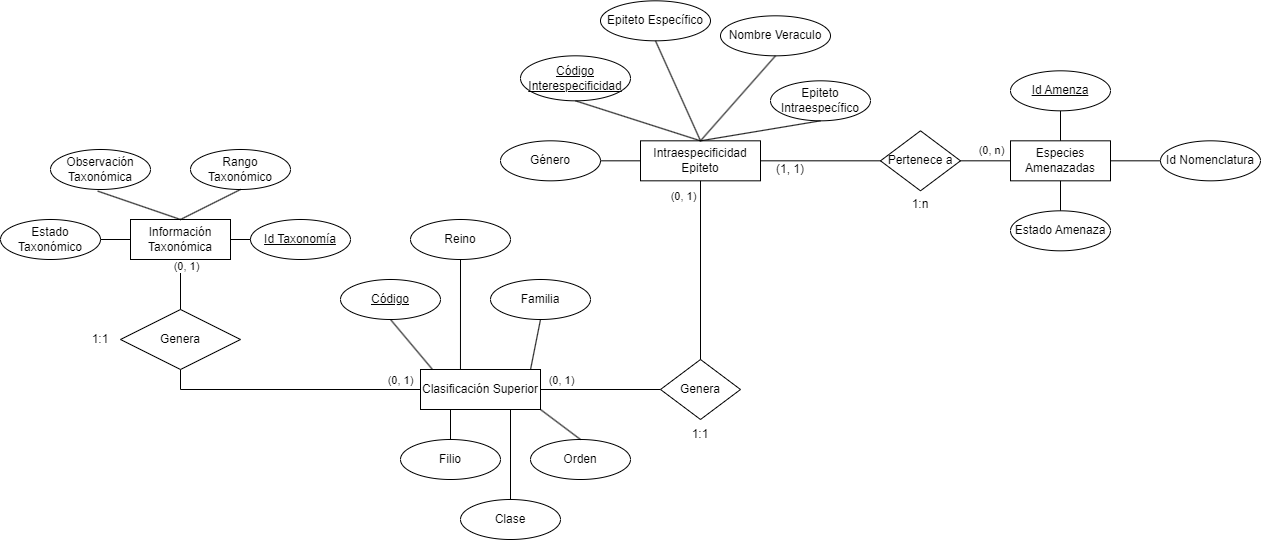 Epiteto Específico
Nombre Veraculo
Código
Interespecificidad
Epiteto
Intraespecífico
Id Amenza
Género
Intraespecificidad
Epiteto
(1, 1)
Pertenece a
1:n
(0, n)
Especies
Amenazadas
Id Nomenclatura
Estado Amenaza
(0, 1)
Observación
Taxonómica
Rango
Taxonómico
Estado
Taxonómico
Información
Taxonómica
Id Taxonomía
(0, 1)
Reino
Código
Familia
1:1
Genera
(0, 1)
Clasificación Superior
(0, 1)
Genera
1:1
Filio
Orden
Clase